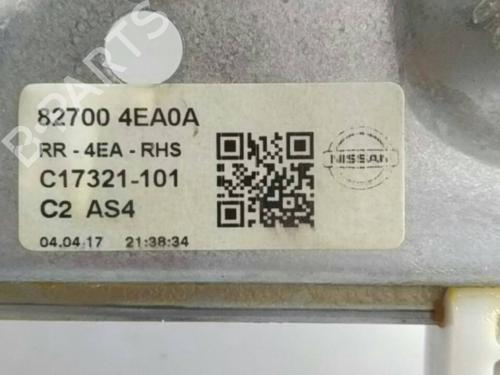 B-PARTS
82700 4EA0A
RR - 4EA - RHS
C17321-101
C2 AS4
04.04.17 21:38:34
NISSAN